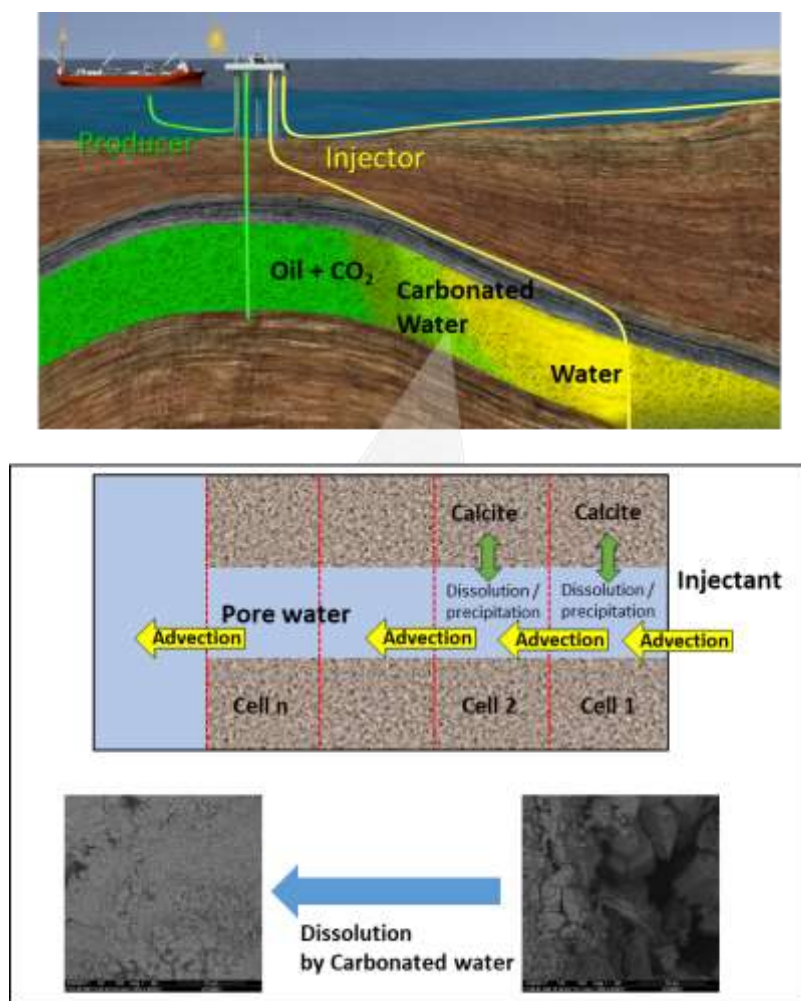 Producer
Injector
Oil + CO₂
Carbonated
Water
Water
Calcite Calcite
Dissolution / Dissolution /
precipitation precipitation
Injectant
Pore water
Advection Advection Advection Advection
Cell n Cell 2 Cell 1
Dissolution
by Carbonated water